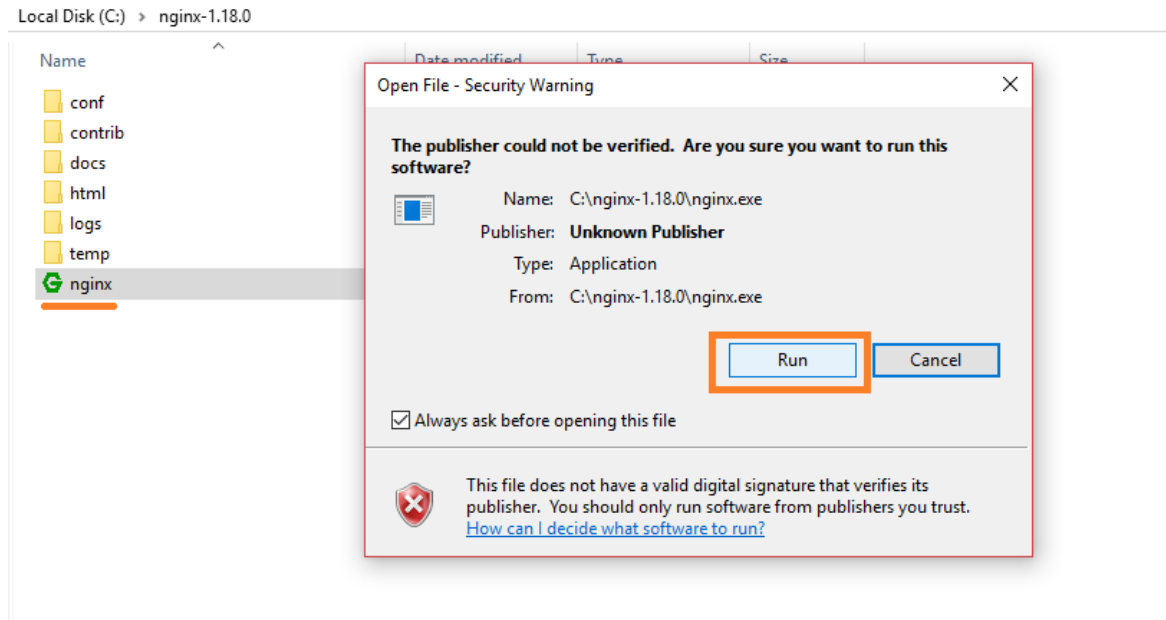 Local Disk (C:) > nginx-1.18.0
Name Date modified Type Size
conf
contrib
docs
html
logs
temp
nginx
Open File - Security Warning
The publisher could not be verified. Are you sure you want to run this
software?
Name: C:\nginx-1.18.0\nginx.exe
Publisher: Unknown Publisher
Type: Application
From: C:\nginx-1.18.0\nginx.exe
Run Cancel
Always ask before opening this file
This file does not have a valid digital signature that verifies its
publisher. You should only run software from publishers you trust.
How can I decide what software to run?